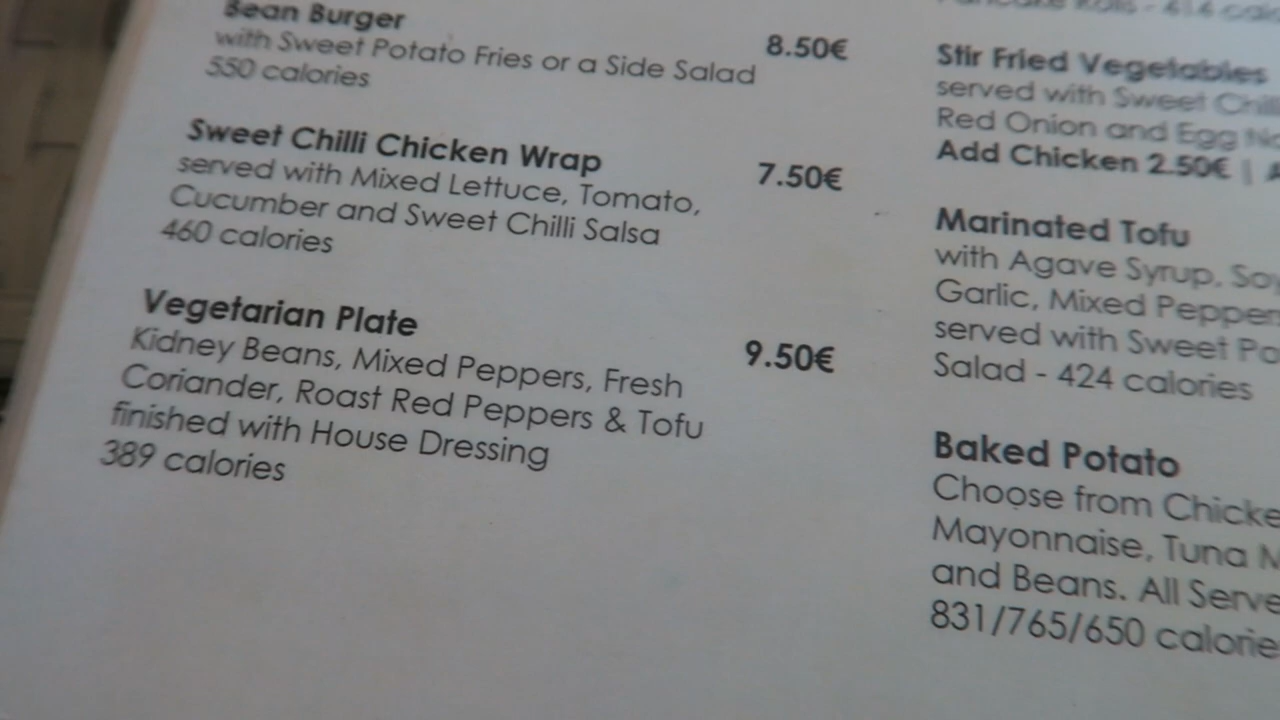 Bean Burger
8.50€
with Sweet Potato Fries or a Side Salad
550 calories
Sweet Chilli Chicken Wrap
7.50€
served with Mixed Lettuce, Tomato,
Cucumber and Sweet Chilli Salsa
460 calories
Vegetarian Plate
9.50€
Kidney Beans, Mixed Peppers, Fresh
Coriander, Roast Red Peppers & Tofu
finished with House Dressing
389 calories
Stir Fried Vegetables
served with Sweet
Red Onion and Egg
Add Chicken 2.50€ |
Marinated Tofu
with Agave Syrup,
Garlic, Mixed
served with Sweet
Salad - 424 calories
Baked Potato
Choose from
Mayonnaise, Tuna
and Beans. All
831/765/650